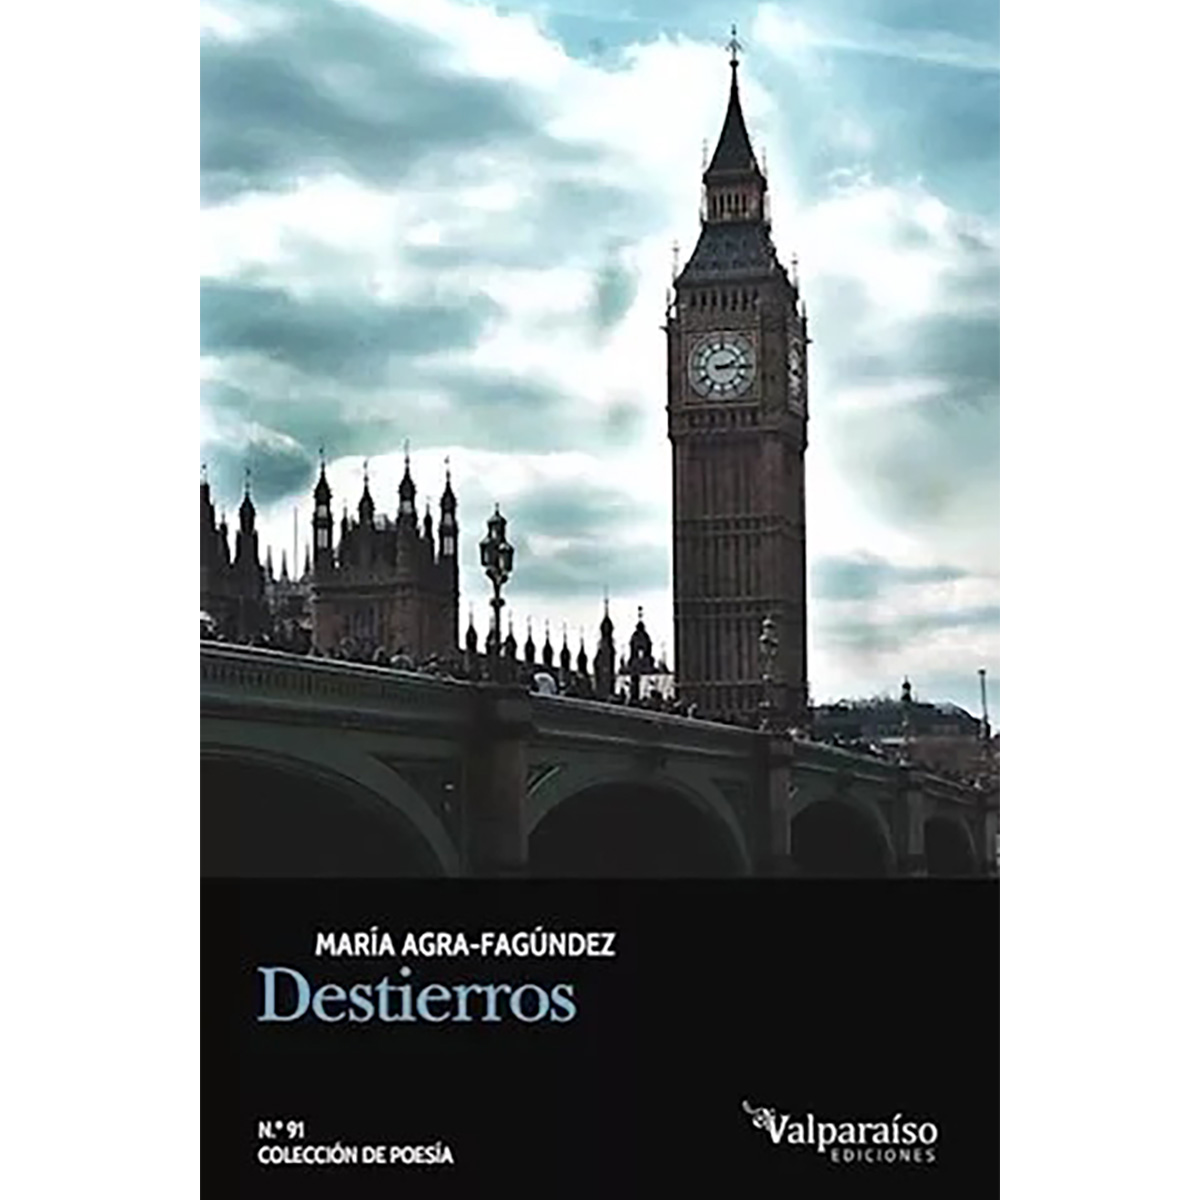 MARÍA AGRA-FAGÚNDEZ
Destierros
N.º 91
COLECCIÓN DE POESÍA
Valparaíso
EDICIONES